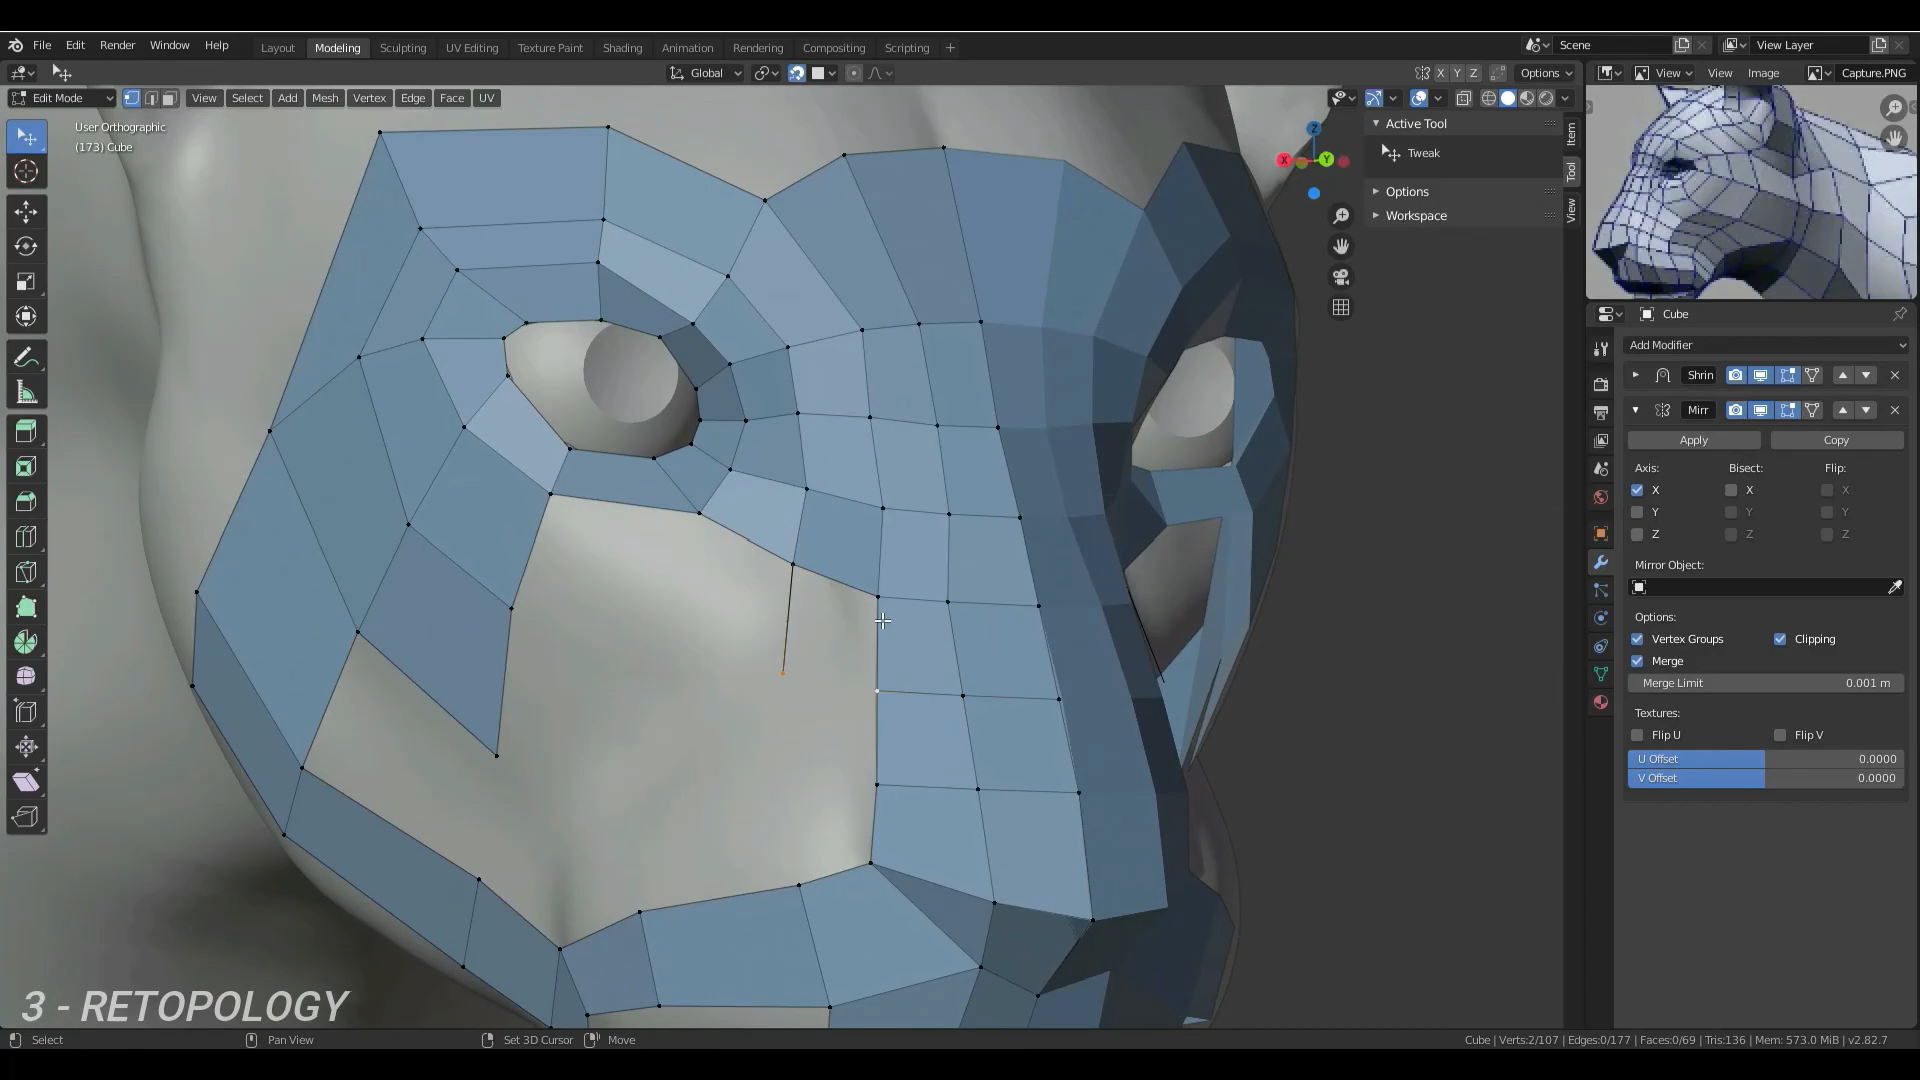 File Edit Render Window Help Layout Modeling Sculpting UV Editing Texture Paint Shading Animation Rendering Compositing Scripting + Scene View Layer
Global X Y Z Options View View Image Capture.PNG
Edit Mode View Select Add Mesh Vertex Edge Face UV
User Orthographic
(173) Cube
Z
X Y
Active Tool
Tweak
Options
Workspace
Item
Tool
View
Cube
Add Modifier
Shrin
Mirr
Apply Copy
Axis: Bisect: Flip:
X X X
Y Y Y
Z Z Z
Mirror Object:
Options:
Vertex Groups Clipping
Merge
Merge Limit 0.001 m
Textures:
Flip U Flip V
U Offset 0.0000
V Offset 0.0000
3 - RETOPOLOGY
Select Pan View Set 3D Cursor Move Cube | Verts:2/107 | Edges:0/177 | Faces:0/69 | Tris:136 | Mem: 573.0 MiB | v2.82.7